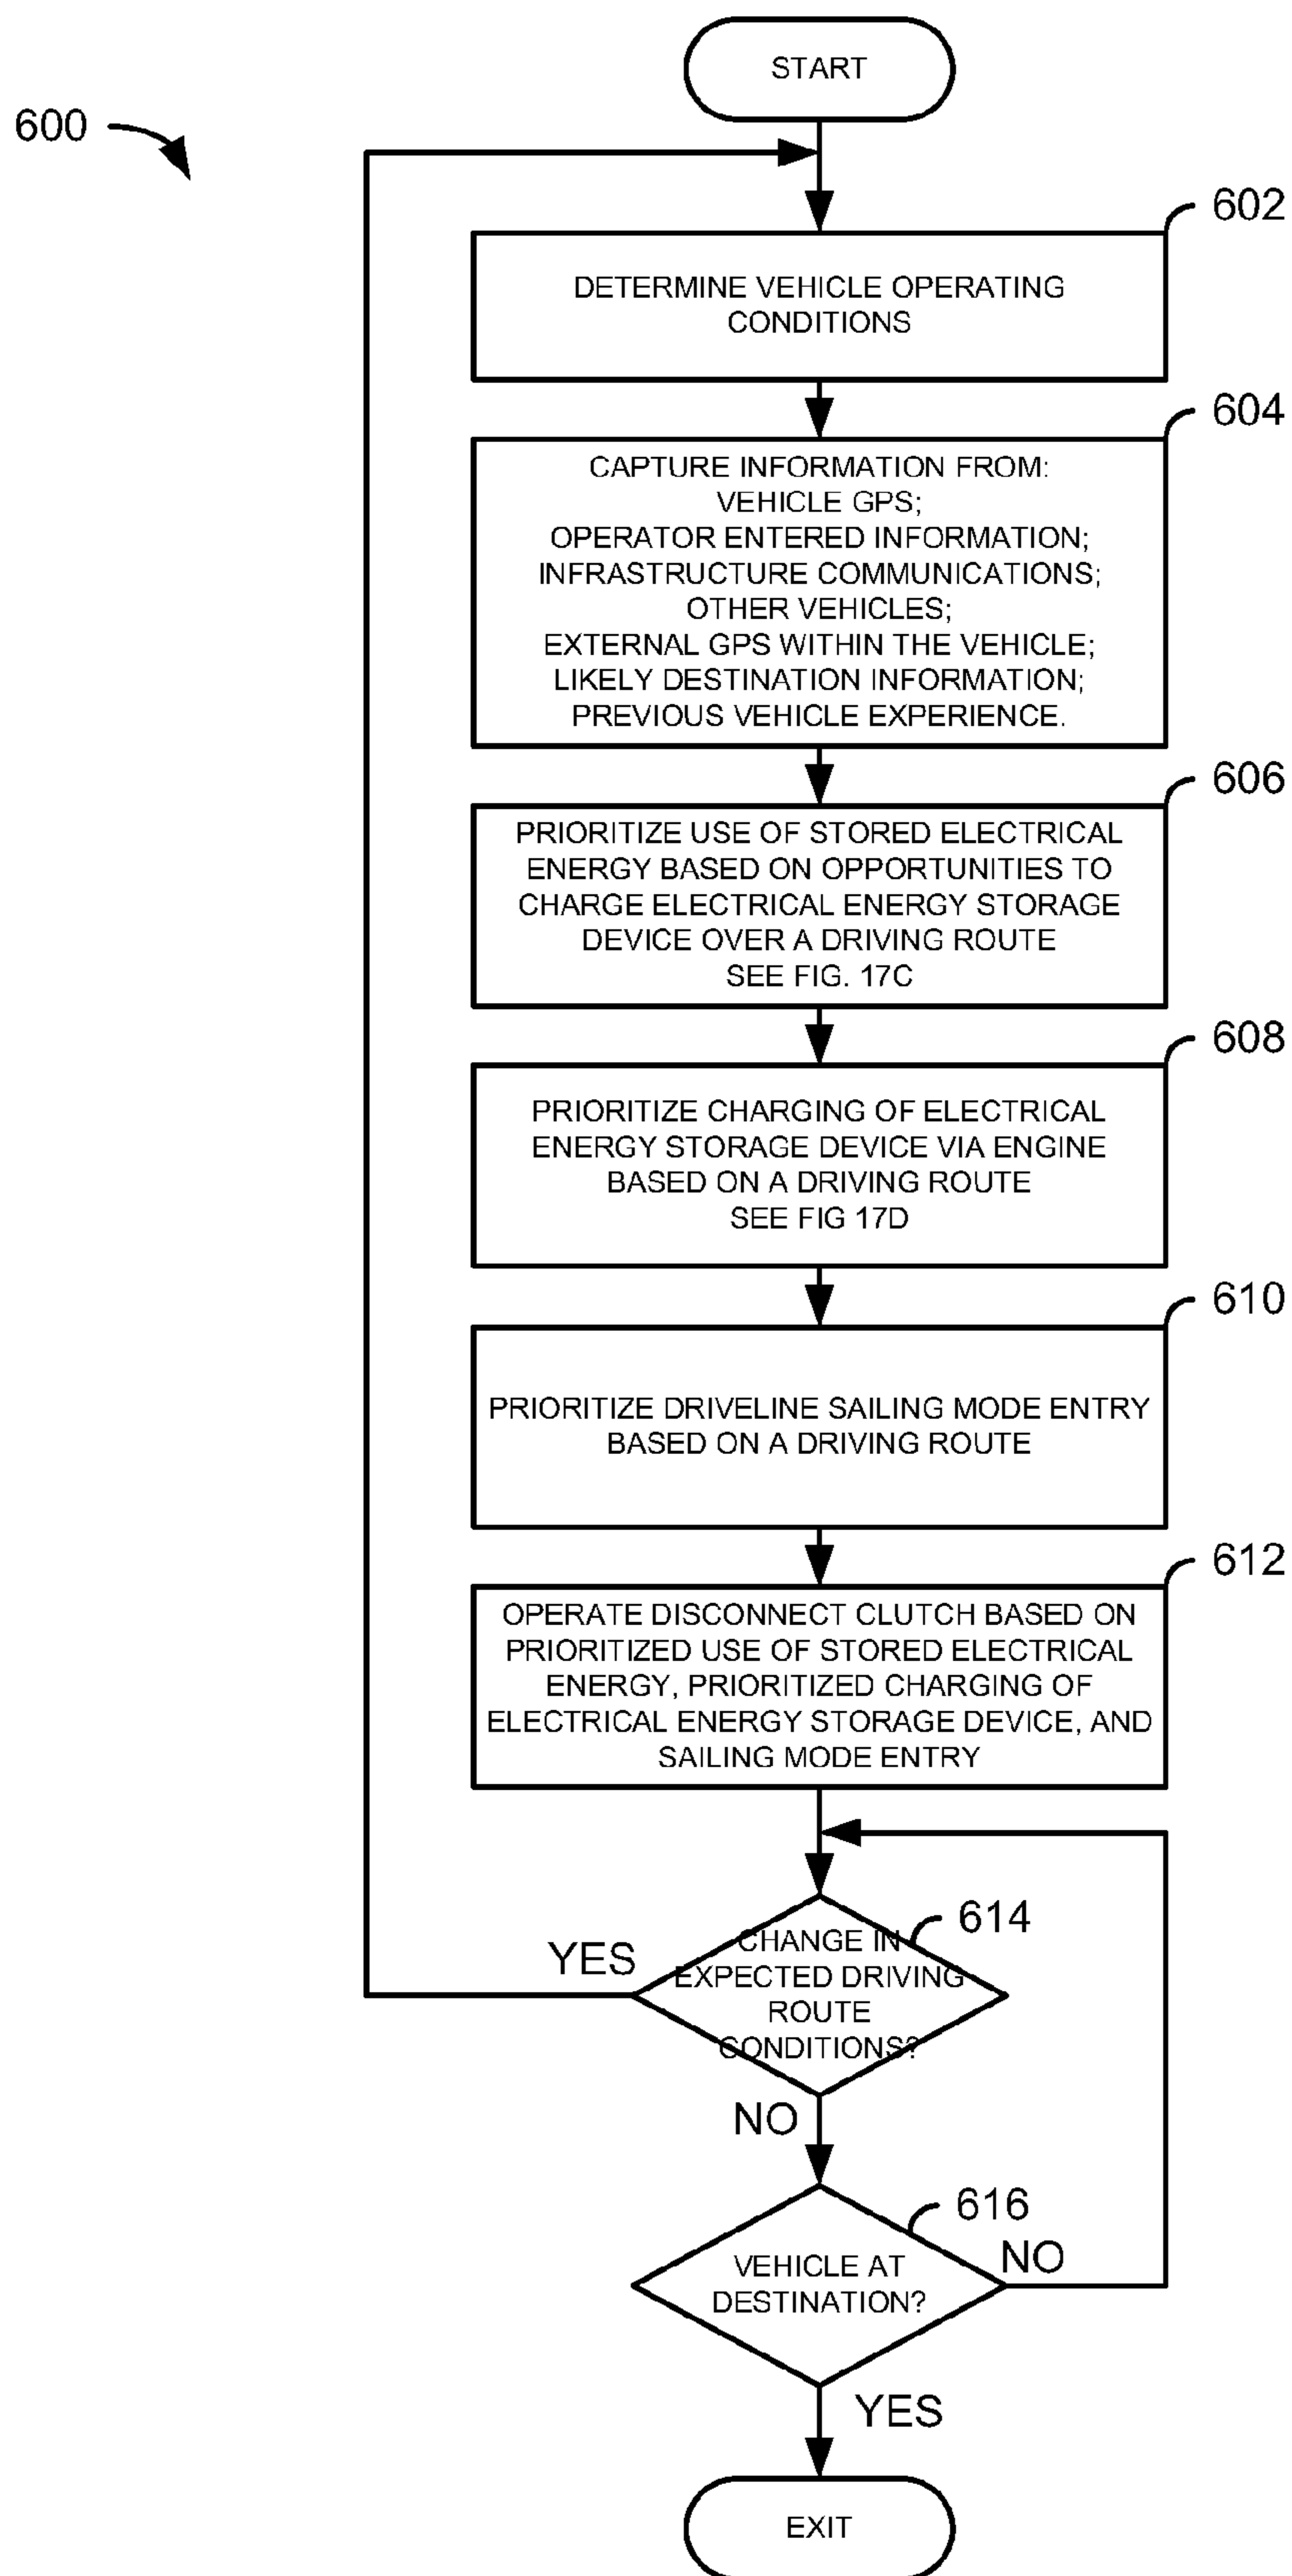 START
600
602
DETERMINE VEHICLE OPERATING
CONDITIONS
604
CAPTURE INFORMATION FROM:
VEHICLE GPS;
OPERATOR ENTERED INFORMATION;
INFRASTRUCTURE COMMUNICATIONS;
OTHER VEHICLES;
EXTERNAL GPS WITHIN THE VEHICLE;
LIKELY DESTINATION INFORMATION;
PREVIOUS VEHICLE EXPERIENCE.
606
PRIORITIZE USE OF STORED ELECTRICAL
ENERGY BASED ON OPPORTUNITIES TO
CHARGE ELECTRICAL ENERGY STORAGE
DEVICE OVER A DRIVING ROUTE
SEE FIG. 17C
608
PRIORITIZE CHARGING OF ELECTRICAL
ENERGY STORAGE DEVICE VIA ENGINE
BASED ON A DRIVING ROUTE
SEE FIG 17D
610
PRIORITIZE DRIVELINE SAILING MODE ENTRY
BASED ON A DRIVING ROUTE
612
OPERATE DISCONNECT CLUTCH BASED ON
PRIORITIZED USE OF STORED ELECTRICAL
ENERGY, PRIORITIZED CHARGING OF
ELECTRICAL ENERGY STORAGE DEVICE, AND
SAILING MODE ENTRY
614
YES
CHANGE IN
EXPECTED DRIVING
ROUTE
CONDITIONS?
NO
616
NO
VEHICLE AT
DESTINATION?
YES
EXIT